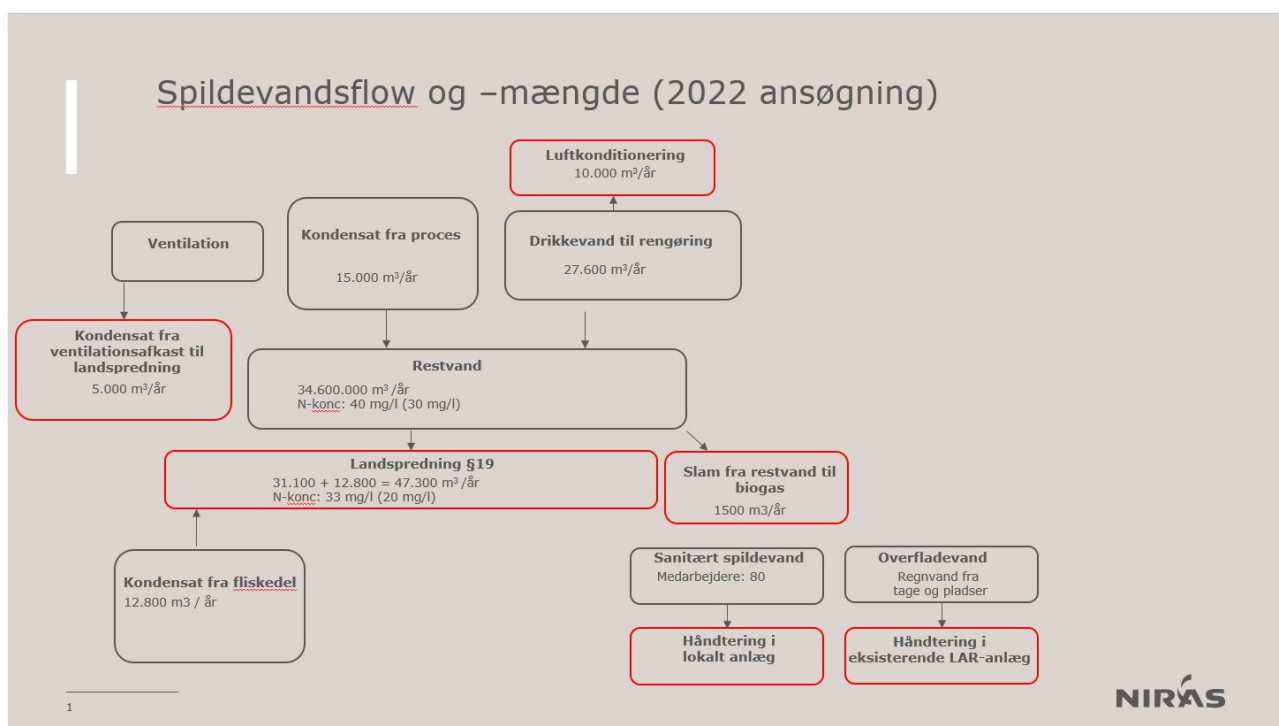 Spildevandsflow og –mængde (2022 ansøgning)
Luftkonditionering
10.000 m³/år
Ventilation
Kondensat fra proces
15.000 m³/år
Drikkevand til rengøring
27.600 m³/år
Kondensat fra
ventilationsafkast til
landspredning
5.000 m³/år
Restvand
34.600.000 m³/år
N-konc: 40 mg/l (30 mg/l)
Landspredning §19
31.100 + 12.800 = 47.300 m³/år
N-konc: 33 mg/l (20 mg/l)
Slam fra restvand til
biogas
1500 m3/år
Kondensat fra fliskedel
12.800 m3 / år
Sanitært spildevand
Medarbejdere: 80
Overfladevand
Regnvand fra
tage og pladser
Håndtering i
lokalt anlæg
Håndtering i
eksisterende LAR-anlæg
1
NIRÁS